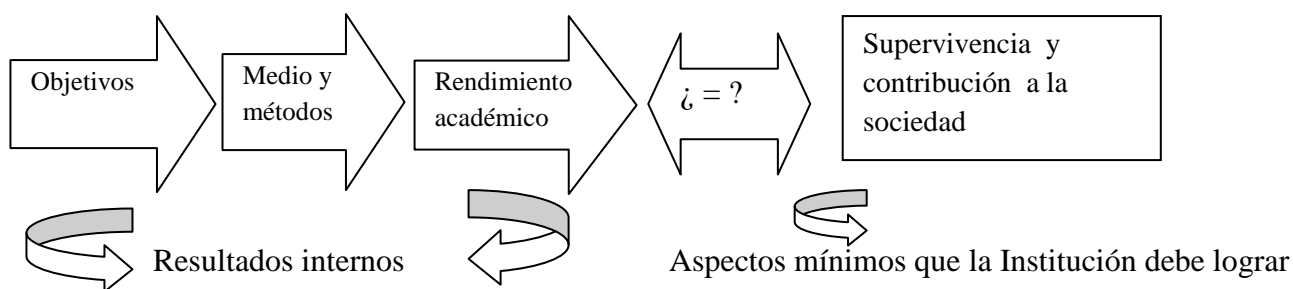 Objetivos
Medio y
métodos
Rendimiento
académico
¿ = ?
Supervivencia y
contribución a la
sociedad
Resultados internos
Aspectos mínimos que la Institución debe lograr